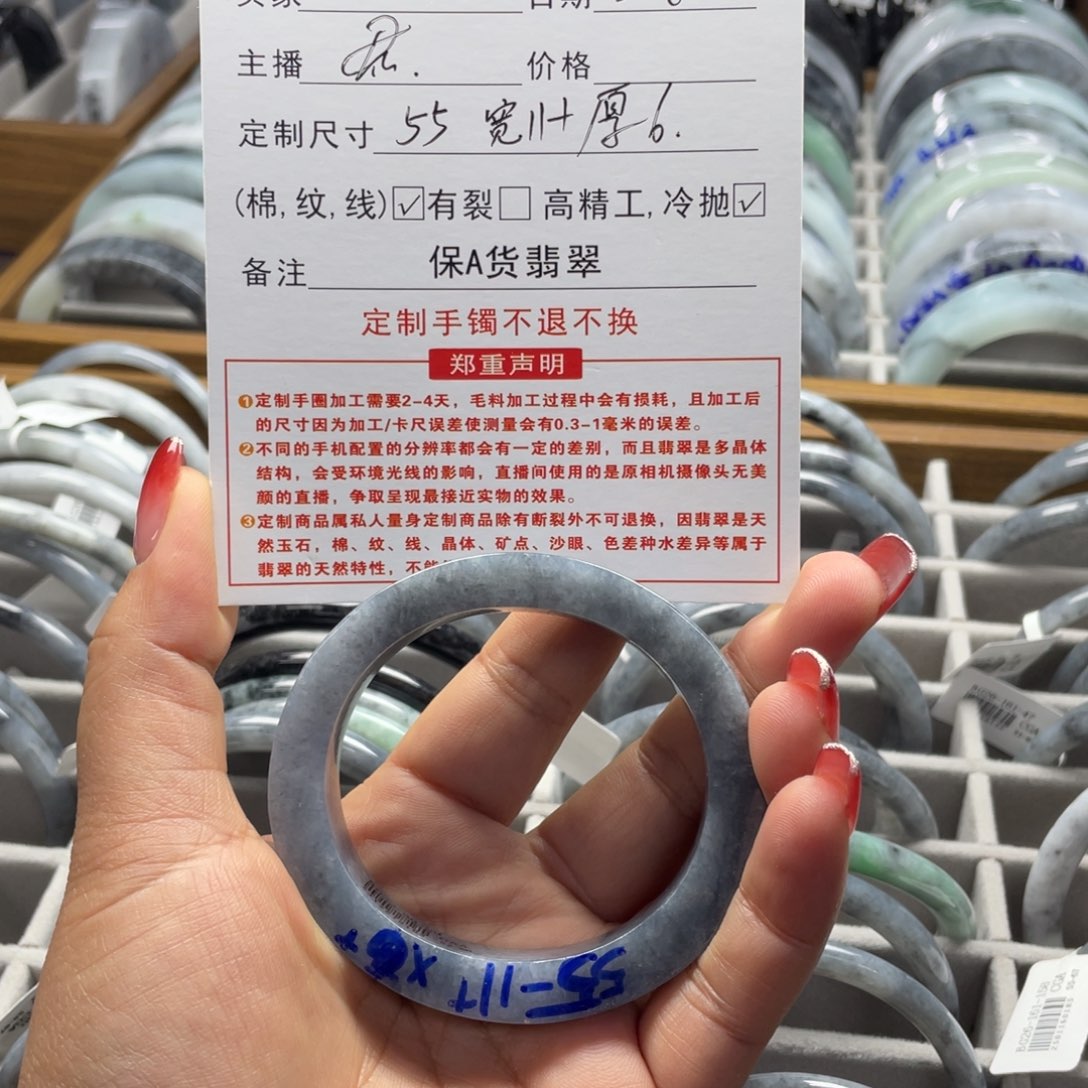 主播
价格
定制尺寸 55 宽11+ 厚6.
(棉,纹,线)☑有裂□ 高精工,冷抛☑
备注 保A货翡翠
定制手镯不退不换
郑重声明
①定制手圈加工需要2-4天，毛料加工过程中会有损耗，且加工后
的尺寸因为加工/卡尺误差使测量会有0.3-1毫米的误差。
②不同的手机配置的分辨率都会有一定的差别，而且翡翠是多晶体
结构，会受环境光线的影响，直播间使用的是原相机摄像头无美
颜的直播，争取呈现最接近实物的效果。
③定制商品属私人量身定制商品除有断裂外不可退换，因翡翠是天
然玉石，棉、纹、线、晶体、矿点、沙眼、色差种水差异等属于
翡翠的天然特性，不能
55-11+ X6+
BG26-161-158